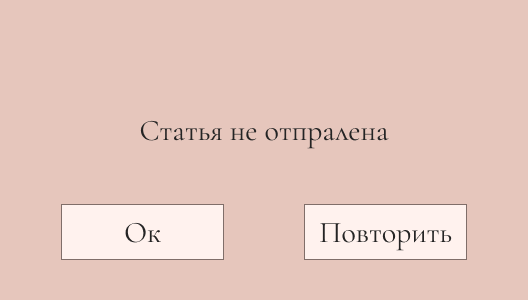 Статья не отпралена
Ок
Повторить